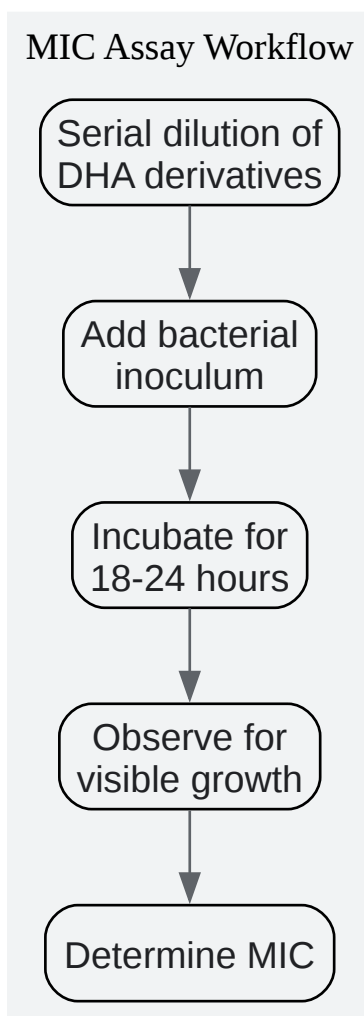 MIC Assay Workflow
Serial dilution of
DHA derivatives
Add bacterial
inoculum
Incubate for
18-24 hours
Observe for
visible growth
Determine MIC